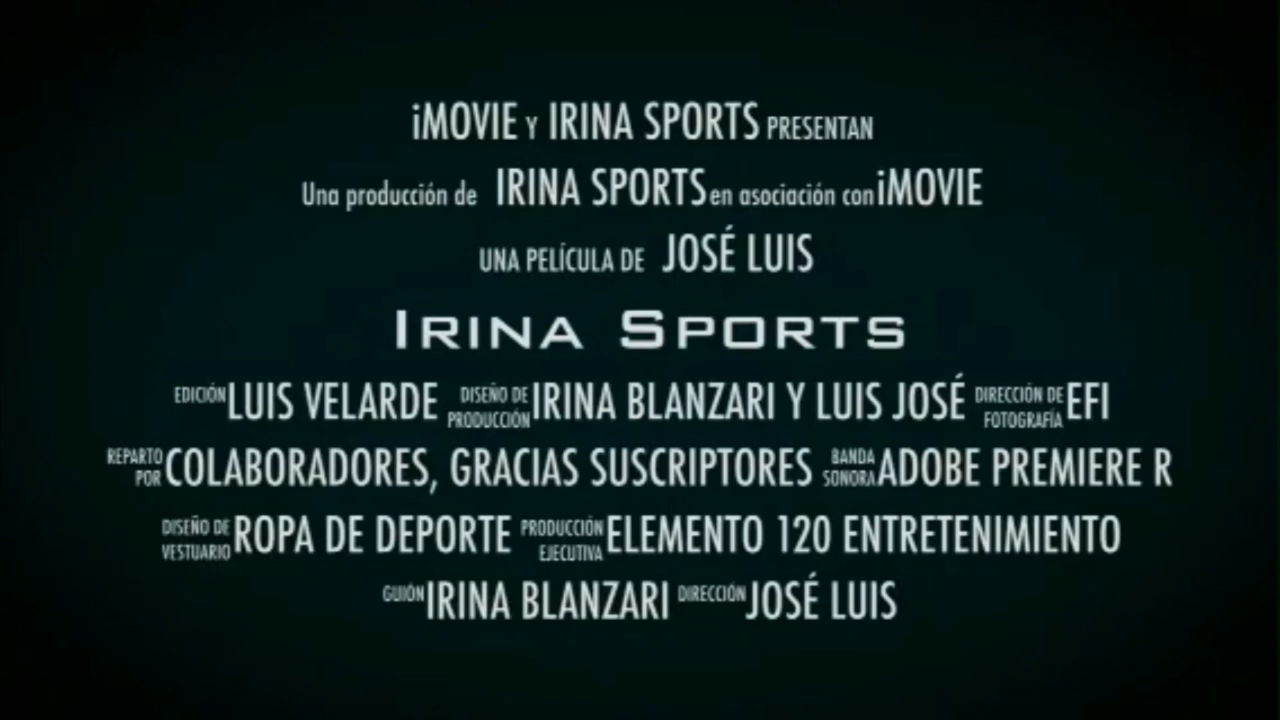 iMOVIE Y IRINA SPORTS PRESENTAN
Una producción de IRINA SPORTS en asociación con iMOVIE
UNA PELÍCULA DE JOSÉ LUIS
IRINA SPORTS
EDICIÓN LUIS VELARDE DISEÑO DE PRODUCCIÓN IRINA BLANZARI Y LUIS JOSÉ DIRECCIÓN DE FOTOGRAFÍA EFI
REPARTO POR COLABORADORES, GRACIAS SUSCRIPTORES BANDA SONORA ADOBE PREMIERE R
DISEÑO DE VESTUARIO ROPA DE DEPORTE PRODUCCIÓN EJECUTIVA ELEMENTO 120 ENTRETENIMIENTO
GUIÓN IRINA BLANZARI DIRECCIÓN JOSÉ LUIS